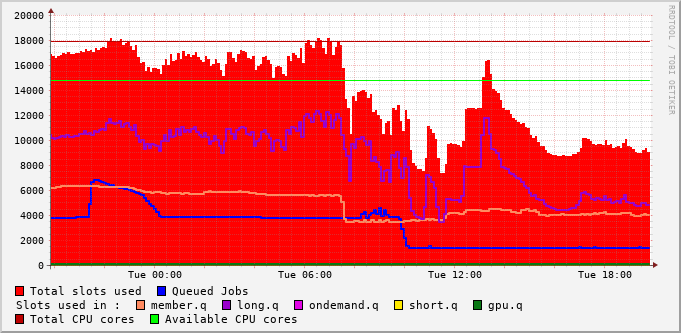 20000
18000
16000
14000
12000
10000
8000
6000
4000
2000
0
Tue 00:00 Tue 06:00 Tue 12:00 Tue 18:00
RRDTOOL / TOBI OETIKER
Total slots used Queued Jobs
Slots used in : member.q long.q ondemand.q short.q gpu.q
Total CPU cores Available CPU cores